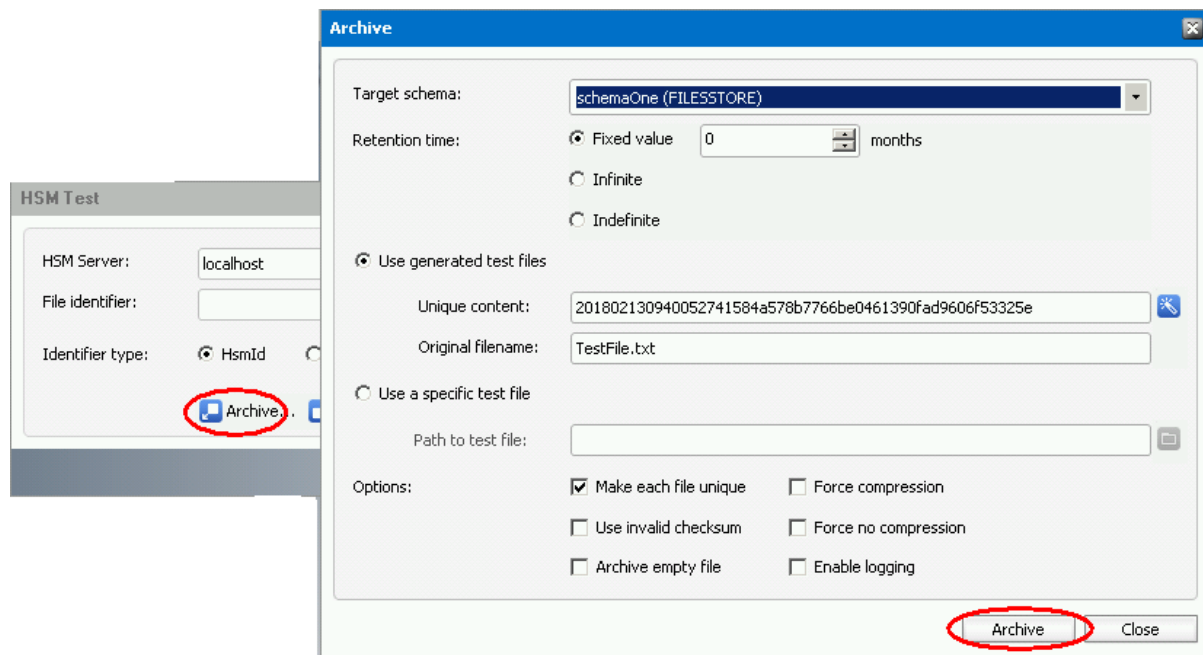 HSM Test
HSM Server: localhost
File identifier:
Identifier type: HsmId
Archive...
Archive
Target schema: schemaOne (FILESSTORE)
Retention time: Fixed value 0 months
Infinite
Indefinite
Use generated test files
Unique content: 201802130940052741584a578b7766be0461390fad9606f53325e
Original filename: TestFile.txt
Use a specific test file
Path to test file:
Options: Make each file unique Force compression
Use invalid checksum Force no compression
Archive empty file Enable logging
Archive Close